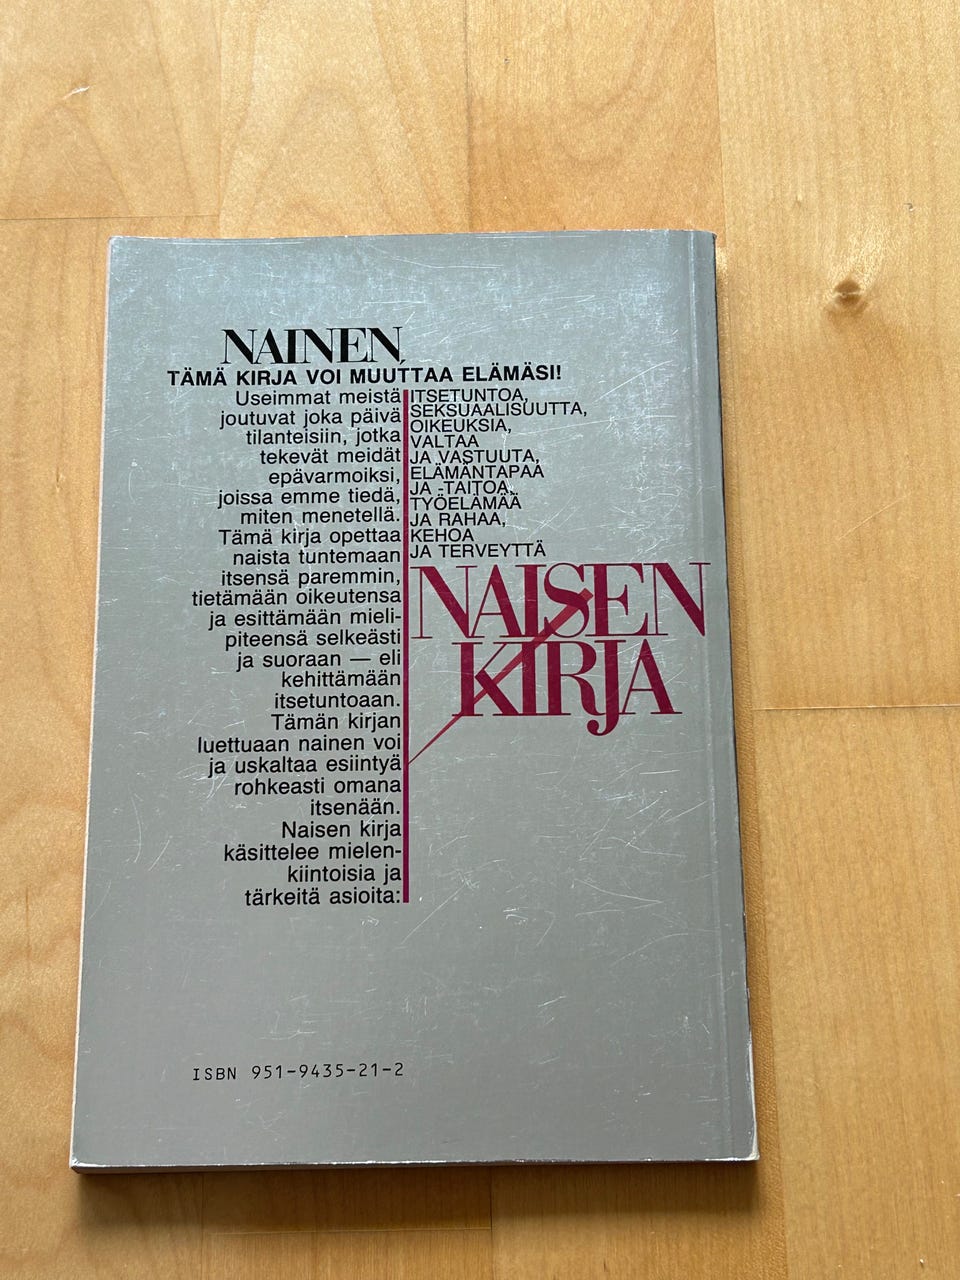 NAINEN,
TÄMÄ KIRJA VOI MUUTTAA ELÄMÄSI!
Useimmat meistä
joutuvat joka päivä
tilanteisiin, jotka
tekevät meidät
epävarmoiksi,
joissa emme tiedä,
miten menetellä.
Tämä kirja opettaa
naista tuntemaan
itsensä paremmin,
tietämään oikeutensa
ja esittämään mieli-
piteensä selkeästi
ja suoraan — eli
kehittämään
itsetuntoaan.
Tämän kirjan
luettuaan nainen voi
ja uskaltaa esiintyä
rohkeasti omana
itsenään.
Naisen kirja
käsittelee mielen-
kiintoisia ja
tärkeitä asioita:
ITSETUNTOA,
SEKSUAALISUUTTA,
OIKEUKSIA,
VALTAA
JA VASTUUTA,
ELÄMÄNTAPAA
JA -TAITOA,
TYÖELÄMÄÄ
JA RAHAA,
KEHOA
JA TERVEYTTÄ
NAISEN
KIRJA
ISBN 951-9435-21-2